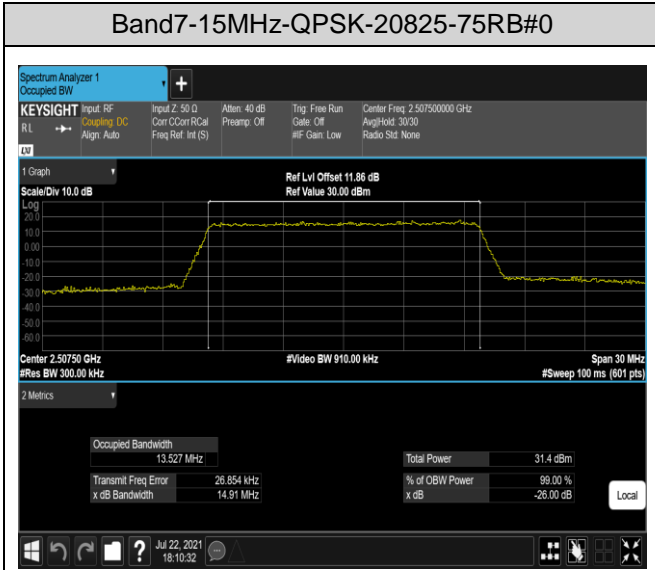 Band7-15MHz-QPSK-20825-75RB#0
Spectrum Analyzer 1
Occupied BW
+
KEYSIGHT
RL
LXI
Input: RF
Coupling: DC
Align: Auto
Input Z: 50 Ω
Corr CCorr RCal
Freq Ref: Int (S)
Atten: 40 dB
Preamp: Off
Trig: Free Run
Gate: Off
#IF Gain: Low
Center Freq: 2.507500000 GHz
Avg|Hold: 30/30
Radio Std: None
1 Graph
Scale/Div 10.0 dB
Ref Lvl Offset 11.86 dB
Ref Value 30.00 dBm
Log
20.0
10.0
0.00
-10.0
-20.0
-30.0
-40.0
-50.0
-60.0
Center 2.50750 GHz
#Res BW 300.00 kHz
#Video BW 910.00 kHz
Span 30 MHz
#Sweep 100 ms (601 pts)
2 Metrics
Occupied Bandwidth
13.527 MHz
Transmit Freq Error 26.854 kHz
x dB Bandwidth 14.91 MHz
Total Power 31.4 dBm
% of OBW Power 99.00 %
x dB -26.00 dB
Local
?
Jul 22, 2021
18:10:32